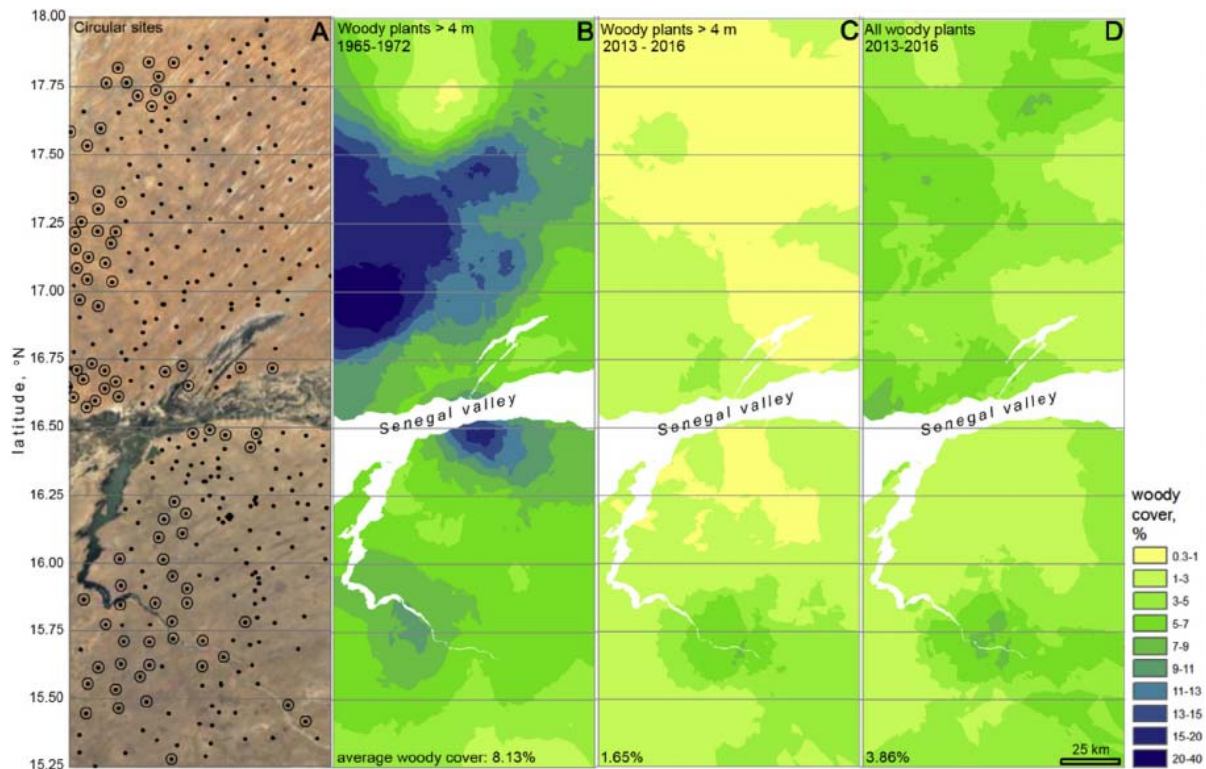 Circular sites
A
Woody plants > 4 m
1965-1972
B
Woody plants > 4 m
2013 - 2016
C
All woody plants
2013-2016
D
18.00
17.75
17.50
17.25
17.00
16.75
16.50
16.25
16.00
15.75
15.50
15.25
latitude, °N
Senegal valley
Senegal valley
Senegal valley
average woody cover: 8.13%
1.65%
3.86%
25 km
woody
cover,
%
0.3-1
1-3
3-5
5-7
7-9
9-11
11-13
13-15
15-20
20-40